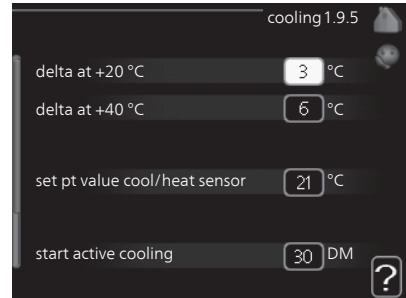 cooling 1.9.5
delta at +20 °C 3 °C
delta at +40 °C 6 °C
set pt value cool/heat sensor 21 °C
start active cooling 30 DM
?